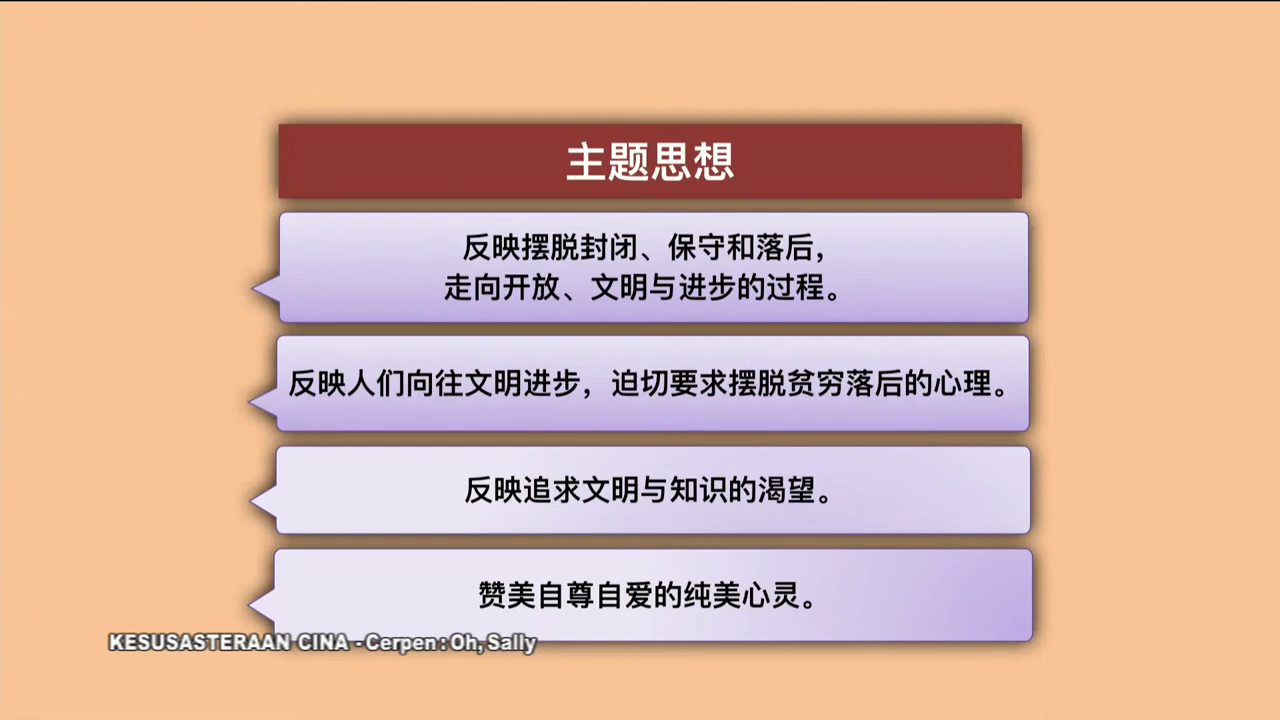 主题思想
反映摆脱封闭、保守和落后,
走向开放、文明与进步的过程。
反映人们向往文明进步，迫切要求摆脱贫穷落后的心理。
反映追求文明与知识的渴望。
赞美自尊自爱的纯美心灵。
KESUSASTERAAN CINA - Cerpen : Oh, Sally